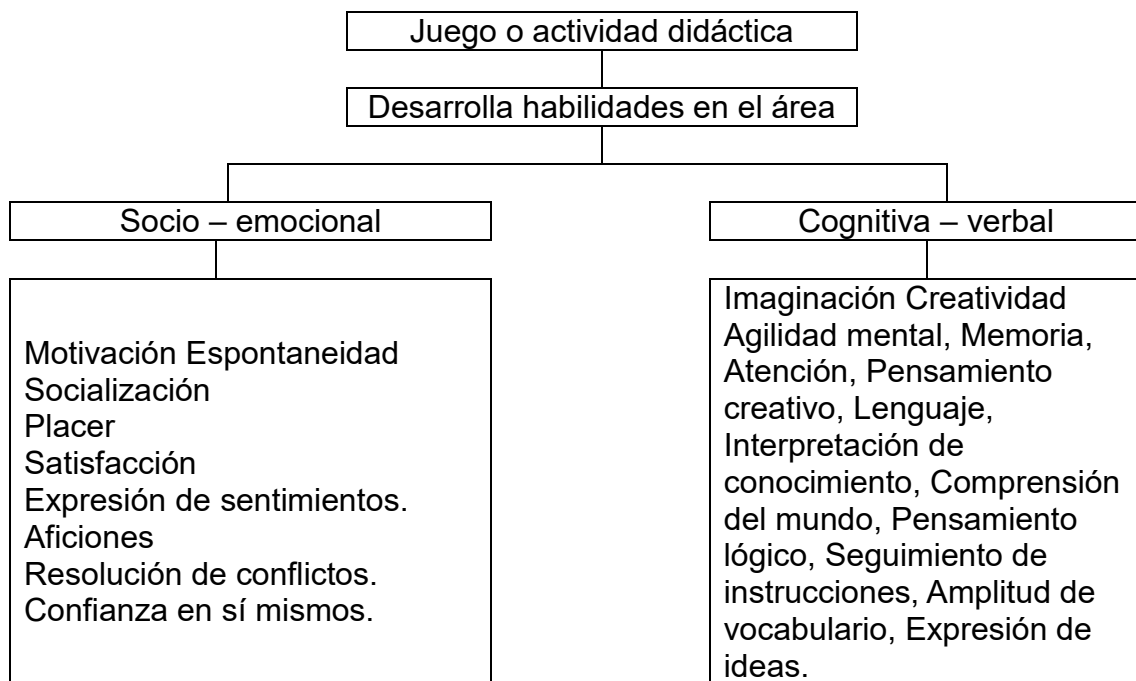 Juego o actividad didáctica
Desarrolla habilidades en el área
Socio – emocional
Cognitiva – verbal
Motivación Espontaneidad
Socialización
Placer
Satisfacción
Expresión de sentimientos.
Aficiones
Resolución de conflictos.
Confianza en sí mismos.
Imaginación Creatividad
Agilidad mental, Memoria,
Atención, Pensamiento
creativo, Lenguaje,
Interpretación de
conocimiento, Comprensión
del mundo, Pensamiento
lógico, Seguimiento de
instrucciones, Amplitud de
vocabulario, Expresión de
ideas.